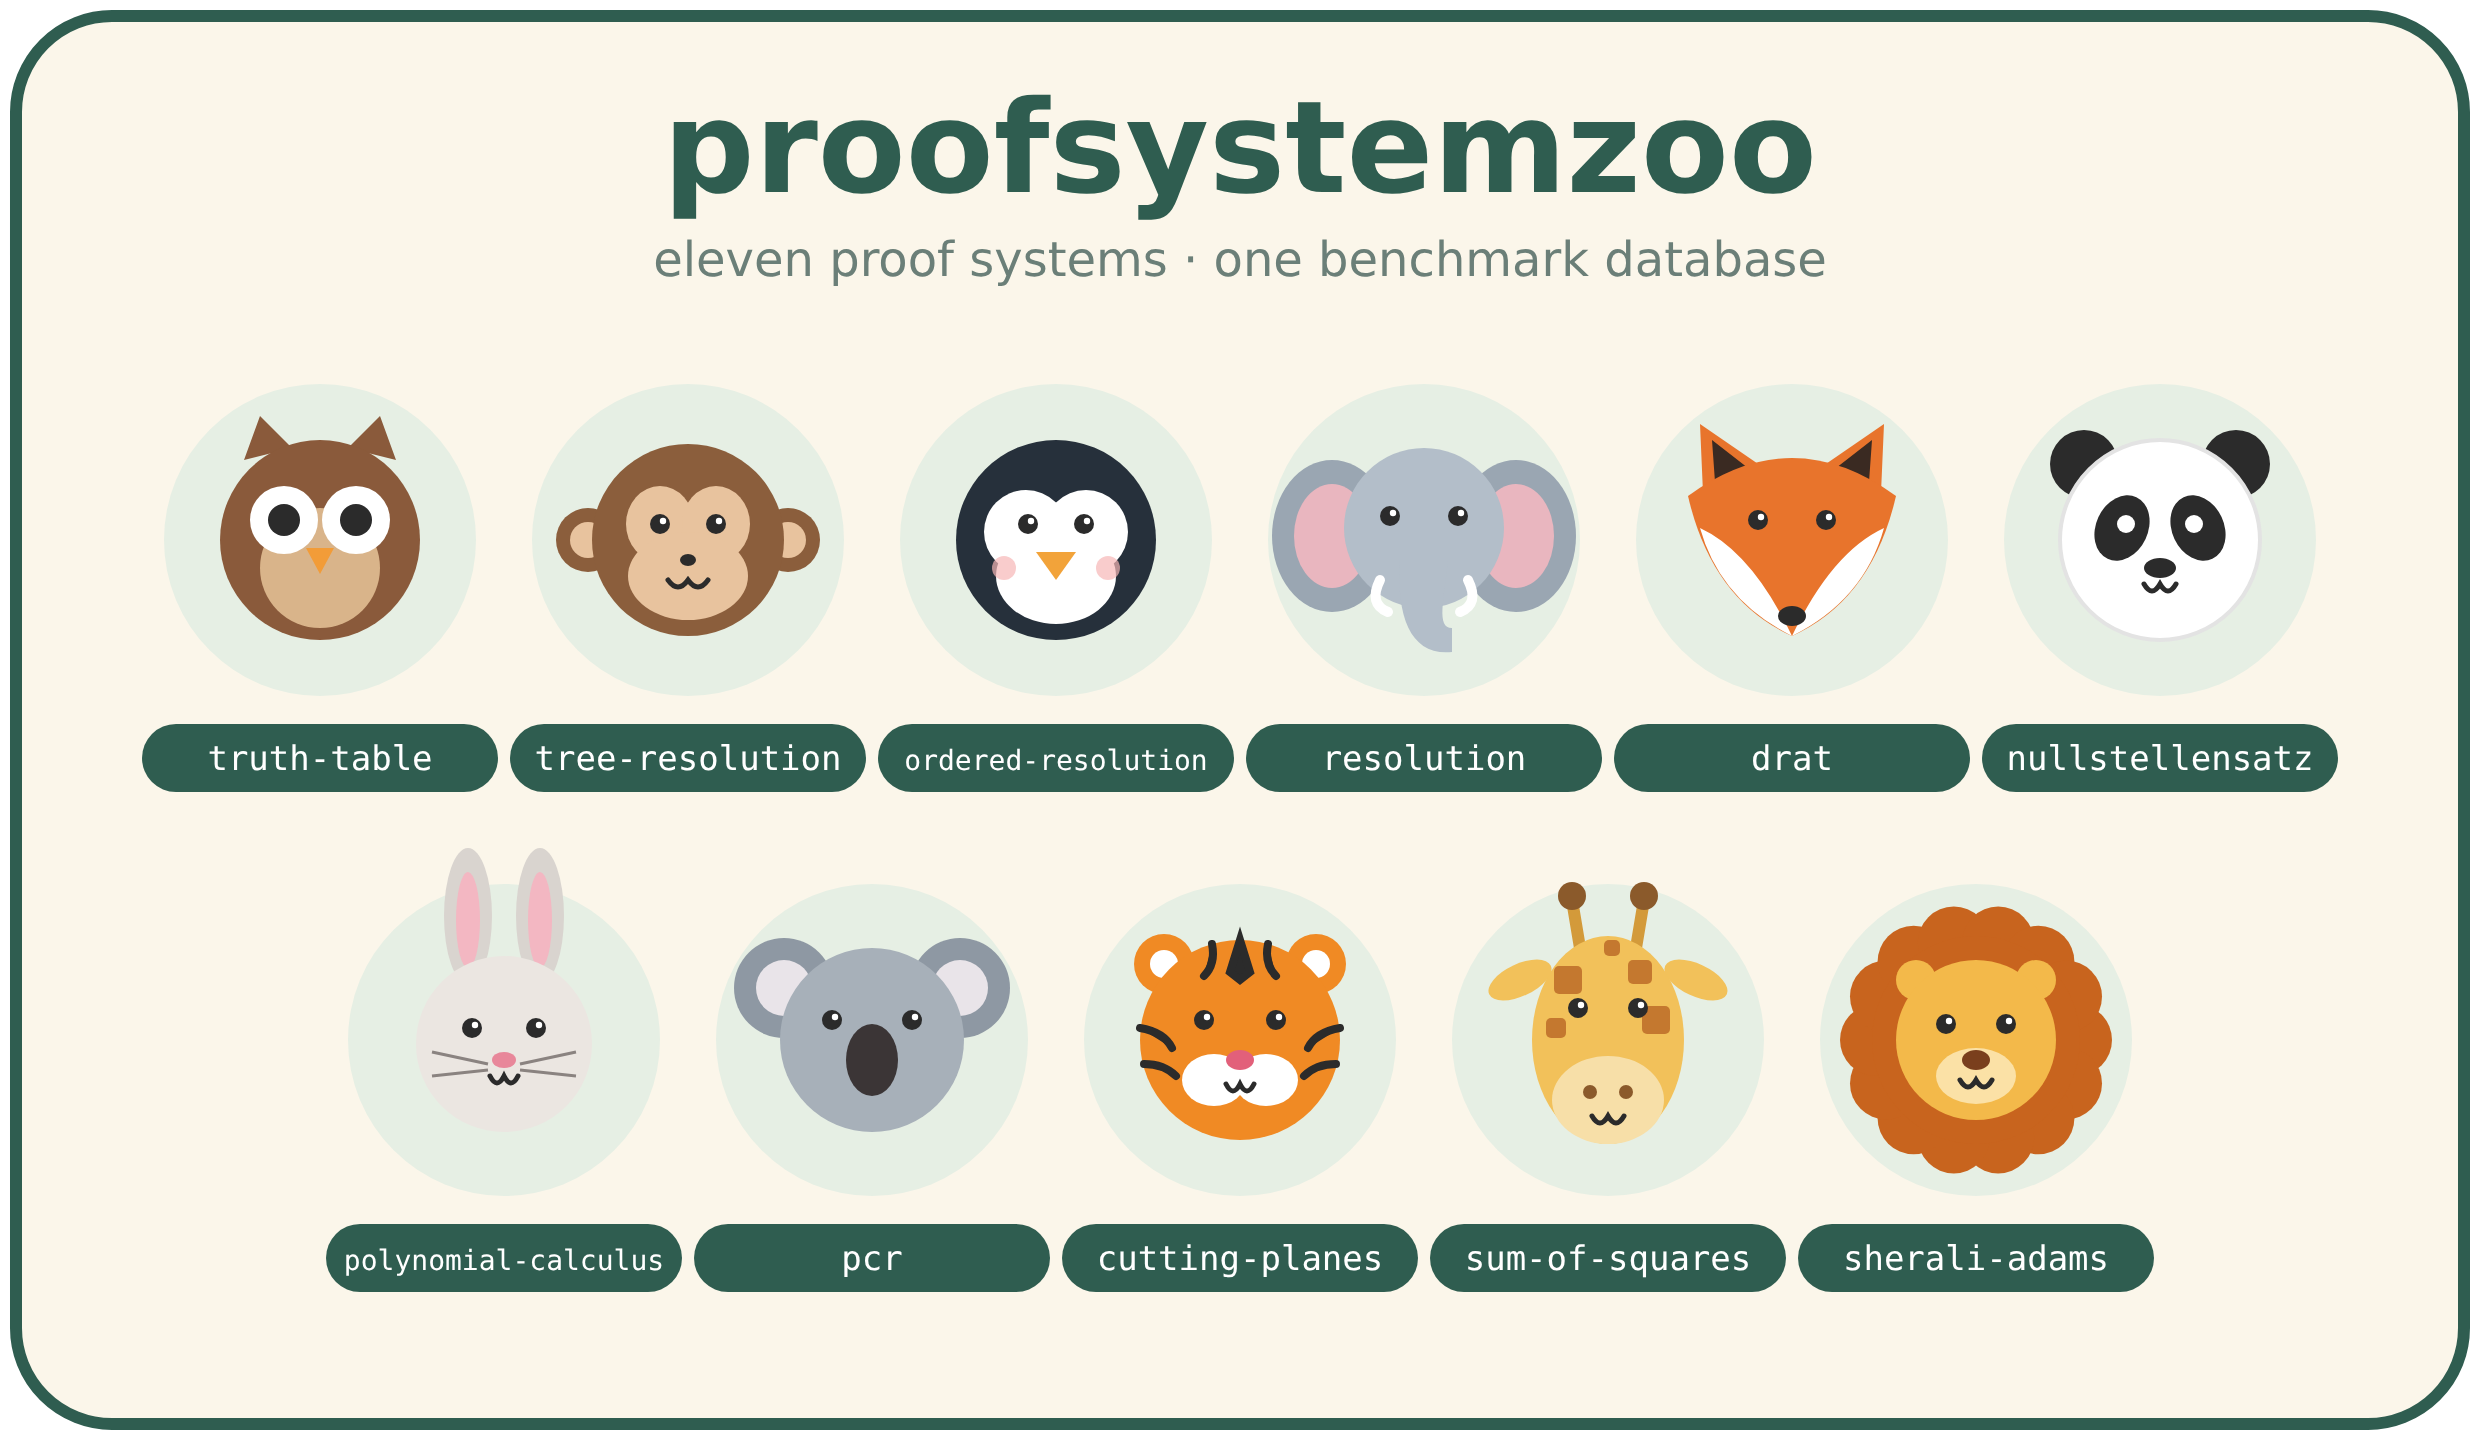 proofsystemzoo
eleven proof systems · one benchmark database
truth-table
tree-resolution
ordered-resolution
resolution
drat
nullstellensatz
polynomial-calculus
pcr
cutting-planes
sum-of-squares
sherali-adams